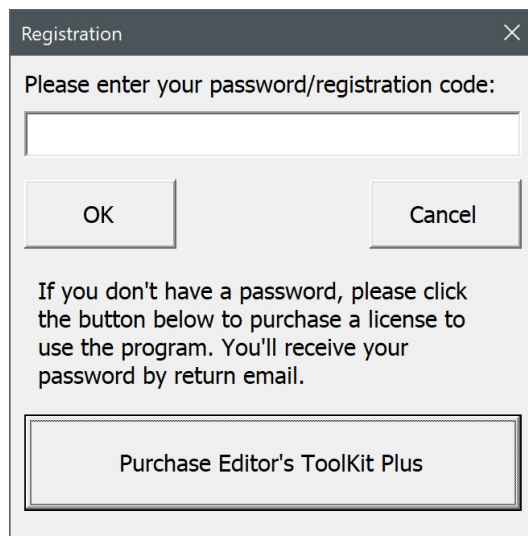 Registration
Please enter your password/registration code:
OK
Cancel
If you don't have a password, please click
the button below to purchase a license to
use the program. You'll receive your
password by return email.
Purchase Editor's ToolKit Plus